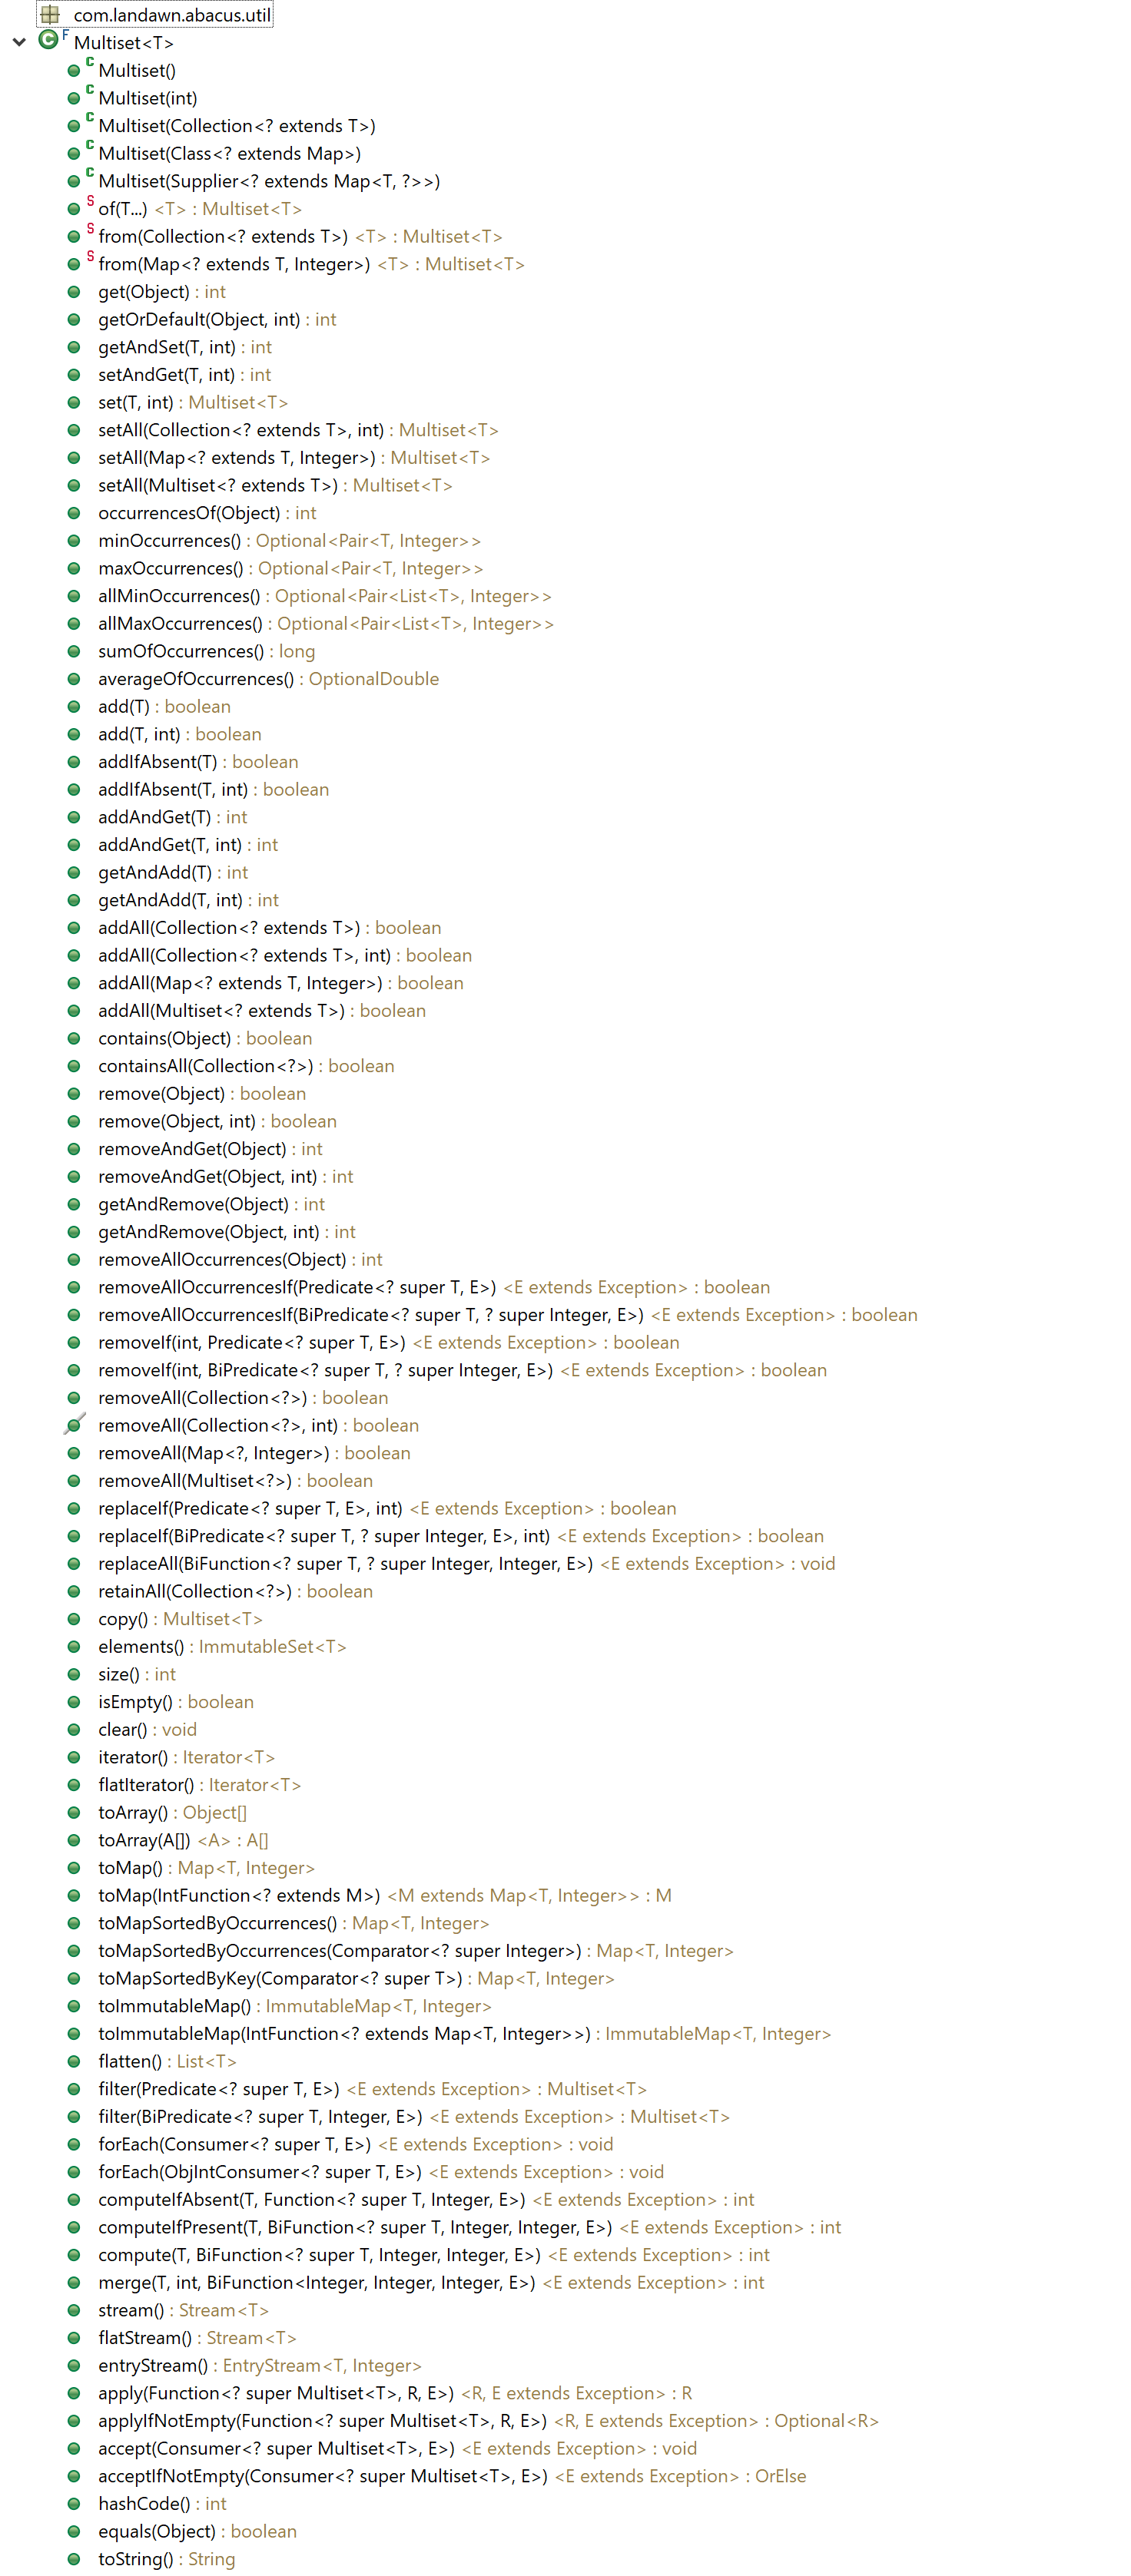 com.landawn.abacus.util
F Multiset<T>
C Multiset()
C Multiset(int)
C Multiset(Collection<? extends T>)
C Multiset(Class<? extends Map>)
C Multiset(Supplier<? extends Map<T, ?>>)
S of(T...) <T> : Multiset<T>
S from(Collection<? extends T>) <T> : Multiset<T>
S from(Map<? extends T, Integer>) <T> : Multiset<T>
get(Object) : int
getOrDefault(Object, int) : int
getAndSet(T, int) : int
setAndGet(T, int) : int
set(T, int) : Multiset<T>
setAll(Collection<? extends T>, int) : Multiset<T>
setAll(Map<? extends T, Integer>) : Multiset<T>
setAll(Multiset<? extends T>) : Multiset<T>
occurrencesOf(Object) : int
minOccurrences() : Optional<Pair<T, Integer>>
maxOccurrences() : Optional<Pair<T, Integer>>
allMinOccurrences() : Optional<Pair<List<T>, Integer>>
allMaxOccurrences() : Optional<Pair<List<T>, Integer>>
sumOfOccurrences() : long
averageOfOccurrences() : OptionalDouble
add(T) : boolean
add(T, int) : boolean
addIfAbsent(T) : boolean
addIfAbsent(T, int) : boolean
addAndGet(T) : int
addAndGet(T, int) : int
getAndAdd(T) : int
getAndAdd(T, int) : int
addAll(Collection<? extends T>) : boolean
addAll(Collection<? extends T>, int) : boolean
addAll(Map<? extends T, Integer>) : boolean
addAll(Multiset<? extends T>) : boolean
contains(Object) : boolean
containsAll(Collection<?>) : boolean
remove(Object) : boolean
remove(Object, int) : boolean
removeAndGet(Object) : int
removeAndGet(Object, int) : int
getAndRemove(Object) : int
getAndRemove(Object, int) : int
removeAllOccurrences(Object) : int
removeAllOccurrencesIf(Predicate<? super T, E>) <E extends Exception> : boolean
removeAllOccurrencesIf(BiPredicate<? super T, ? super Integer, E>) <E extends Exception> : boolean
removeIf(int, Predicate<? super T, E>) <E extends Exception> : boolean
removeIf(int, BiPredicate<? super T, ? super Integer, E>) <E extends Exception> : boolean
removeAll(Collection<?>) : boolean
removeAll(Collection<?>, int) : boolean
removeAll(Map<?, Integer>) : boolean
removeAll(Multiset<?>) : boolean
replaceIf(Predicate<? super T, E>, int) <E extends Exception> : boolean
replaceIf(BiPredicate<? super T, ? super Integer, E>, int) <E extends Exception> : boolean
replaceAll(BiFunction<? super T, ? super Integer, Integer, E>) <E extends Exception> : void
retainAll(Collection<?>) : boolean
copy() : Multiset<T>
elements() : ImmutableSet<T>
size() : int
isEmpty() : boolean
clear() : void
iterator() : Iterator<T>
flatIterator() : Iterator<T>
toArray() : Object[]
toArray(A[]) <A> : A[]
toMap() : Map<T, Integer>
toMap(IntFunction<? extends M>) <M extends Map<T, Integer>> : M
toMapSortedByOccurrences() : Map<T, Integer>
toMapSortedByOccurrences(Comparator<? super Integer>) : Map<T, Integer>
toMapSortedByKey(Comparator<? super T>) : Map<T, Integer>
toImmutableMap() : ImmutableMap<T, Integer>
toImmutableMap(IntFunction<? extends Map<T, Integer>>) : ImmutableMap<T, Integer>
flatten() : List<T>
filter(Predicate<? super T, E>) <E extends Exception> : Multiset<T>
filter(BiPredicate<? super T, Integer, E>) <E extends Exception> : Multiset<T>
forEach(Consumer<? super T, E>) <E extends Exception> : void
forEach(ObjIntConsumer<? super T, E>) <E extends Exception> : void
computeIfAbsent(T, Function<? super T, Integer, E>) <E extends Exception> : int
computeIfPresent(T, BiFunction<? super T, Integer, Integer, E>) <E extends Exception> : int
compute(T, BiFunction<? super T, Integer, Integer, E>) <E extends Exception> : int
merge(T, int, BiFunction<Integer, Integer, Integer, E>) <E extends Exception> : int
stream() : Stream<T>
flatStream() : Stream<T>
entryStream() : EntryStream<T, Integer>
apply(Function<? super Multiset<T>, R, E>) <R, E extends Exception> : R
applyIfNotEmpty(Function<? super Multiset<T>, R, E>) <R, E extends Exception> : Optional<R>
accept(Consumer<? super Multiset<T>, E>) <E extends Exception> : void
acceptIfNotEmpty(Consumer<? super Multiset<T>, E>) <E extends Exception> : OrElse
hashCode() : int
equals(Object) : boolean
toString() : String